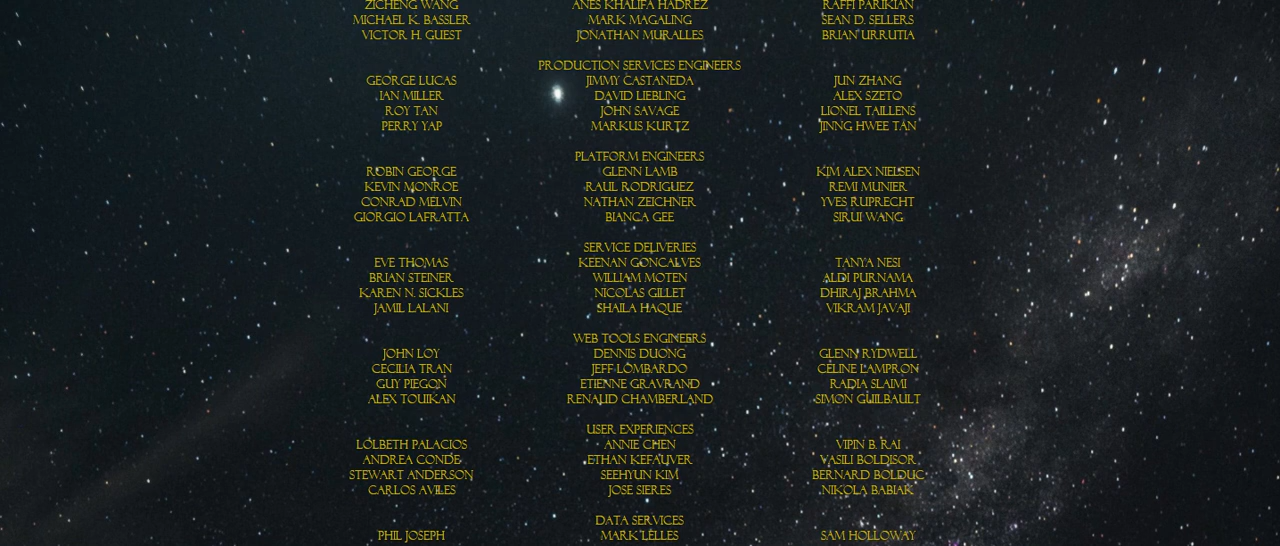 ZICHENG WANG ANES KHALIFA HADREZ RAFFI PARIKIAN
MICHAEL K. BASSLER MARK MAGALING SEAN D. SELLERS
VICTOR H. GUEST JONATHAN MURALLES BRIAN URRUTIA
PRODUCTION SERVICES ENGINEERS
GEORGE LUCAS JIMMY CASTANEDA JUN ZHANG
IAN MILLER DAVID LIEBLING ALEX SZETO
ROY TAN JOHN SAVAGE LIONEL TAILLENS
PERRY YAP MARKUS KURTZ JINNG HWEE TAN
PLATFORM ENGINEERS
ROBIN GEORGE GLENN LAMB KIM ALEX NIELSEN
KEVIN MONROE RAUL RODRIGUEZ REMI MUNIER
CONRAD MELVIN NATHAN ZEICHNER YVES RUPRECHT
GIORGIO LAFRATTA BIANCA GEE SIRUI WANG
SERVICE DELIVERIES
EVE THOMAS KEENAN GONCALVES TANYA NESI
BRIAN STEINER WILLIAM MOTEN ALDI PURNAMA
KAREN N. SICKLES NICOLAS GILLET DHIRAJ BRAHMA
JAMIL LALANI SHAILA HAQUE VIKRAM JAVAJI
WEB TOOLS ENGINEERS
JOHN LOY DENNIS DUONG GLENN RYDWELL
CECILIA TRAN JEFF LOMBARDO CÉLINE LAMPRON
GUY PIEGON ETIENNE GRAVRAND RADIA SLAIMI
ALEX TOUIKAN RENAUD CHAMBERLAND SIMON GUILBAULT
USER EXPERIENCES
LOLBETH PALACIOS ANNIE CHEN VIPIN B. RAI
ANDREA CONDE ETHAN KEFAUVER VASILI BOLDISOR
STEWART ANDERSON SEEHYUN KIM BERNARD BOLDUC
CARLOS AVILES JOSE SIERES NIKOLA BABIAK
DATA SERVICES
PHIL JOSEPH MARK LELLES SAM HOLLOWAY